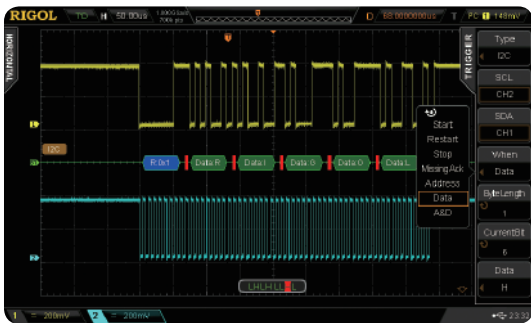 RIGOL TD H 50.00us D 68.0000000us T
HORIZONTAL
TRIGGER
Type
I2C
SCL
CH2
SDA
CH1
When
Data
ByteLength
1
CurrentBit
6
Data
H
Start
Restart
Stop
MissingAck
Address
Data
A&D
I2C
R:0x1 Data:R Data:I Data:G Data:O Data:L
1 = 200mV 2 = 200mV 23:32